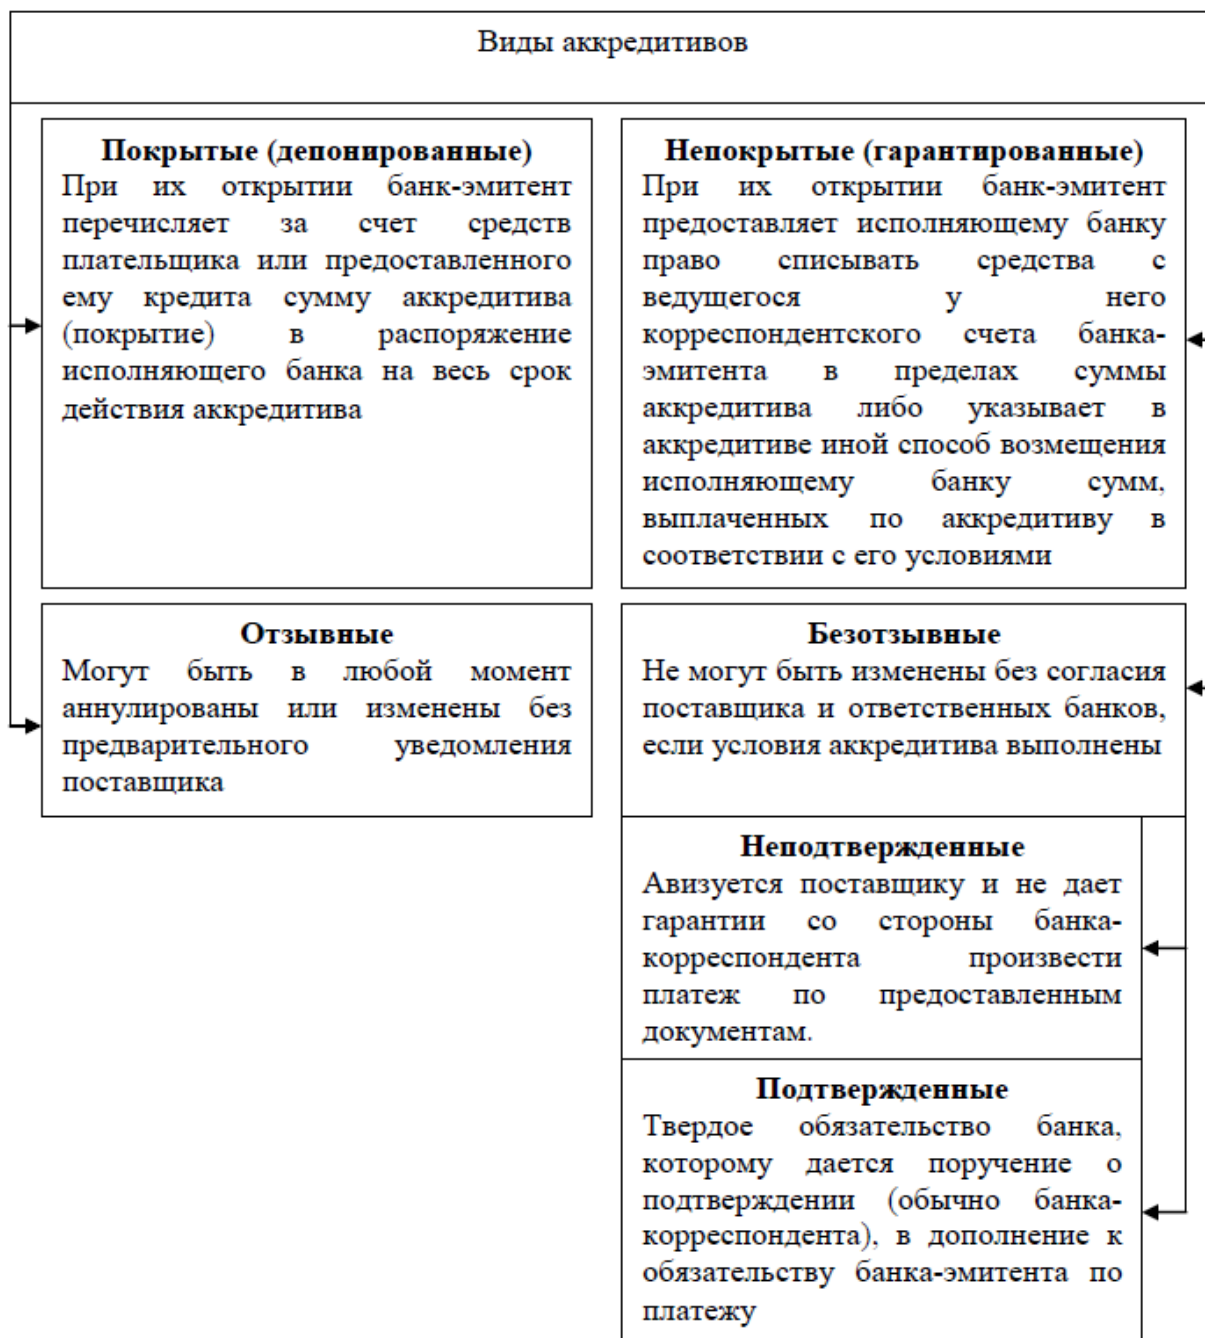 Виды аккредитивов
Покрытые (депонированные)
При их открытии банк-эмитент
перечисляет за счет средств
плательщика или предоставленного
ему кредита сумму аккредитива
(покрытие) в распоряжение
исполняющего банка на весь срок
действия аккредитива
Непокрытые (гарантированные)
При их открытии банк-эмитент
предоставляет исполняющему банку
право списывать средства с
ведущегося у него
корреспондентского счета банка-
эмитента в пределах суммы
аккредитива либо указывает в
аккредитиве иной способ возмещения
исполняющему банку сумм,
выплаченных по аккредитиву в
соответствии с его условиями
Отзывные
Могут быть в любой момент
аннулированы или изменены без
предварительного уведомления
поставщика
Безотзывные
Не могут быть изменены без согласия
поставщика и ответственных банков,
если условия аккредитива выполнены
Неподтвержденные
Авизуется поставщику и не дает
гарантии со стороны банка-
корреспондента произвести
платеж по предоставленным
документам.
Подтвержденные
Твердое обязательство банка,
которому дается поручение о
подтверждении (обычно банка-
корреспондента), в дополнение к
обязательству банка-эмитента по
платежу